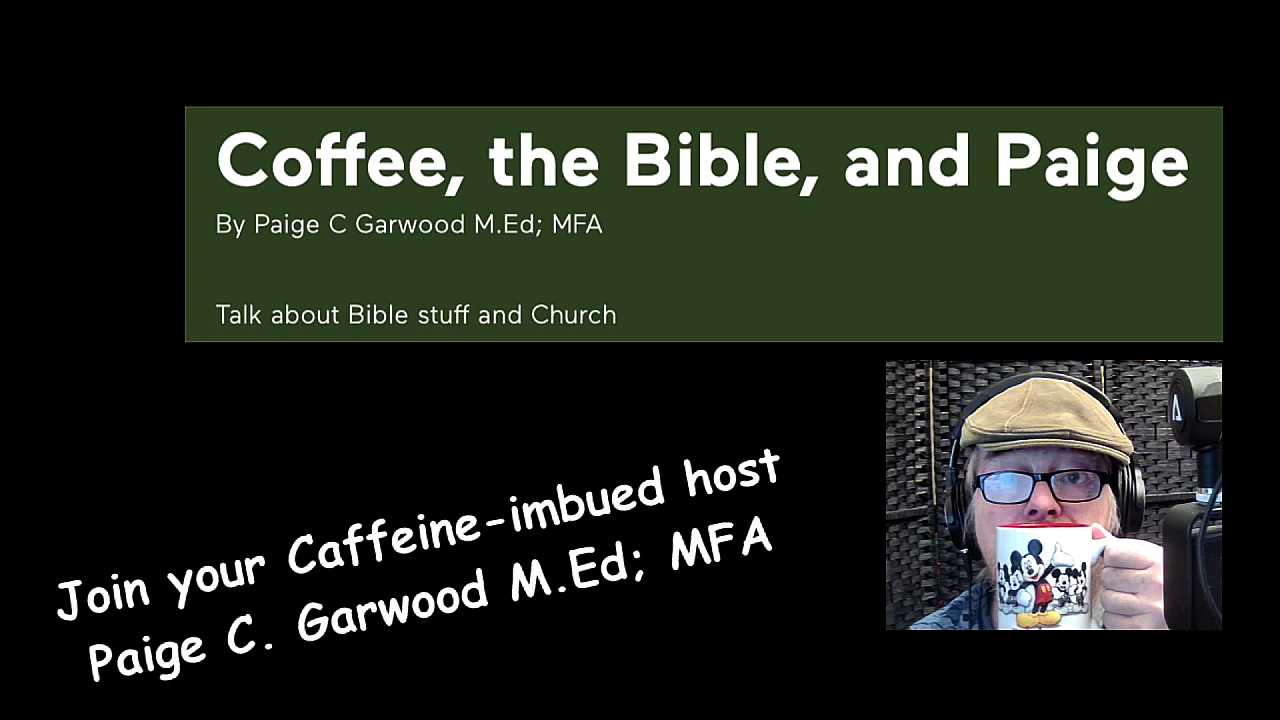 Coffee, the Bible, and Paige
By Paige C Garwood M.Ed; MFA
Talk about Bible stuff and Church
Join your Caffeine-imbued host
Paige C. Garwood M.Ed; MFA